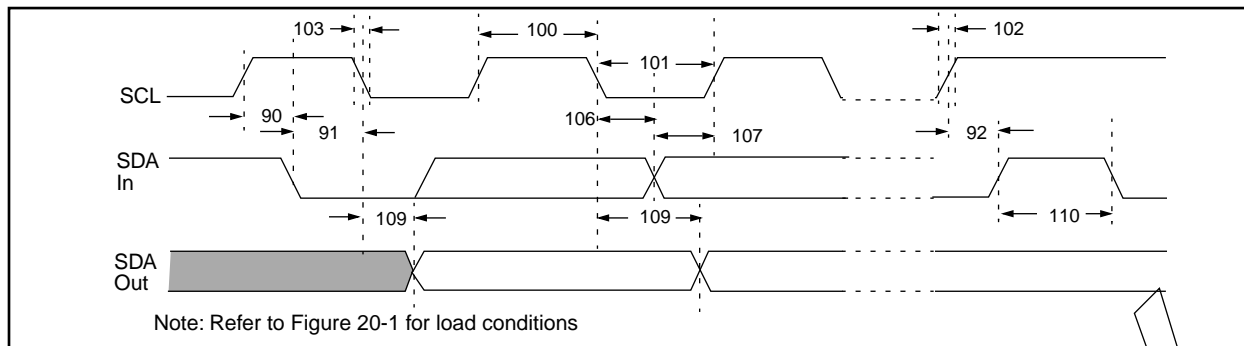 103
100
102
101
SCL
90
91
106
107
92
SDA
In
109
109
110
SDA
Out
Note: Refer to Figure 20-1 for load conditions